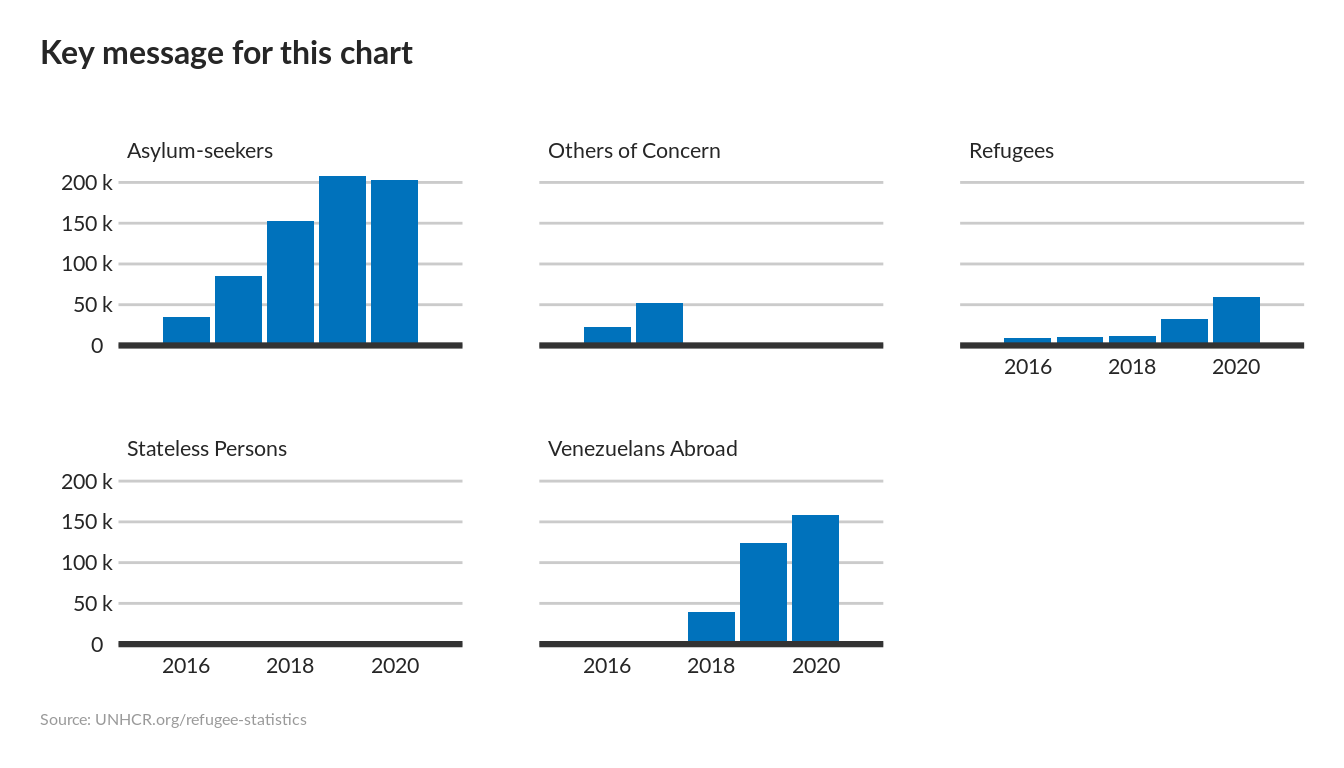 Key message for this chart
Asylum-seekers
Others of Concern
Refugees
200 k
150 k
100 k
50 k
0
2016 2018 2020
Stateless Persons
Venezuelans Abroad
200 k
150 k
100 k
50 k
0
2016 2018 2020
2016 2018 2020
Source: UNHCR.org/refugee-statistics